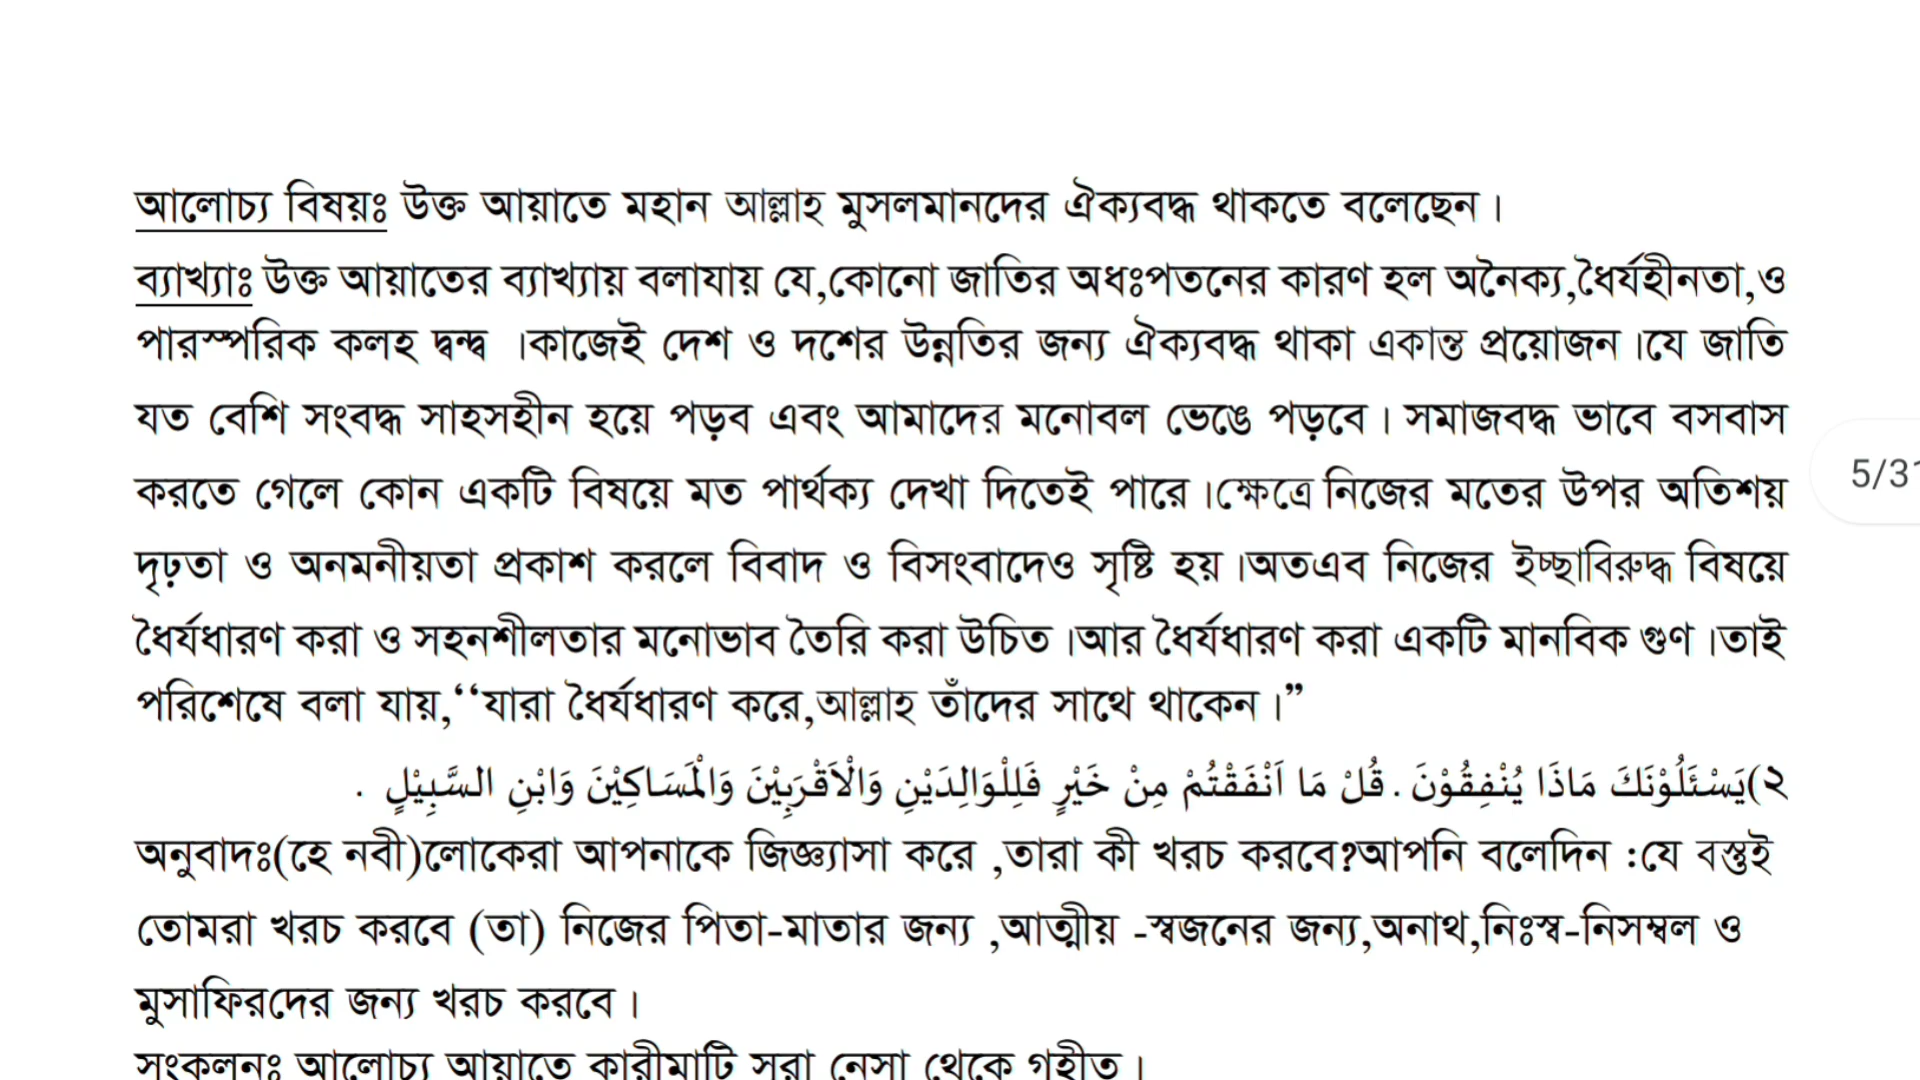 আলোচ্য বিষয়ঃ উক্ত আয়াতে মহান আল্লাহ মুসলমানদের ঐক্যবদ্ধ থাকতে বলেছেন।
ব্যাখ্যাঃ উক্ত আয়াতের ব্যাখ্যায় বলাযায় যে,কোনো জাতির অধঃপতনের কারণ হল অনৈক্য,ধৈর্যহীনতা,ও
পারস্পরিক কলহ দ্বন্দ্ব ।কাজেই দেশ ও দশের উন্নতির জন্য ঐক্যবদ্ধ থাকা একান্ত প্রয়োজন।যে জাতি
যত বেশি সংবদ্ধ সাহসহীন হয়ে পড়ব এবং আমাদের মনোবল ভেঙে পড়বে। সমাজবদ্ধ ভাবে বসবাস
করতে গেলে কোন একটি বিষয়ে মত পার্থক্য দেখা দিতেই পারে।ক্ষেত্রে নিজের মতের উপর অতিশয়
দৃঢ়তা ও অনমনীয়তা প্রকাশ করলে বিবাদ ও বিসংবাদেও সৃষ্টি হয়।অতএব নিজের ইচ্ছাবিরুদ্ধ বিষয়ে
ধৈর্যধারণ করা ও সহনশীলতার মনোভাব তৈরি করা উচিত।আর ধৈর্যধারণ করা একটি মানবিক গুণ।তাই
পরিশেষে বলা যায়,‘‘যারা ধৈর্যধারণ করে,আল্লাহ তাঁদের সাথে থাকেন।”
২)يَسْئَلُوْنَكَ مَاذَا يُنْفِقُوْنَ . قُلْ مَا اَنْفَقْتُمْ مِنْ خَيْرٍ فَلِلْوَالِدَيْنِ وَالْاَقْرَبِيْنَ وَالْمَسَاكِيْنَ وَابْنِ السَّبِيْلِ .
অনুবাদঃ(হে নবী)লোকেরা আপনাকে জিজ্ঞ্যাসা করে ,তারা কী খরচ করবে?আপনি বলেদিন :যে বস্তুই
তোমরা খরচ করবে (তা) নিজের পিতা-মাতার জন্য ,আত্মীয় -স্বজনের জন্য,অনাথ,নিঃস্ব-নিসম্বল ও
মুসাফিরদের জন্য খরচ করবে।
সংকলনঃ আলোচ্য আয়াতে কারীমাটি সূরা নেসা থেকে গৃহীত।
5/31